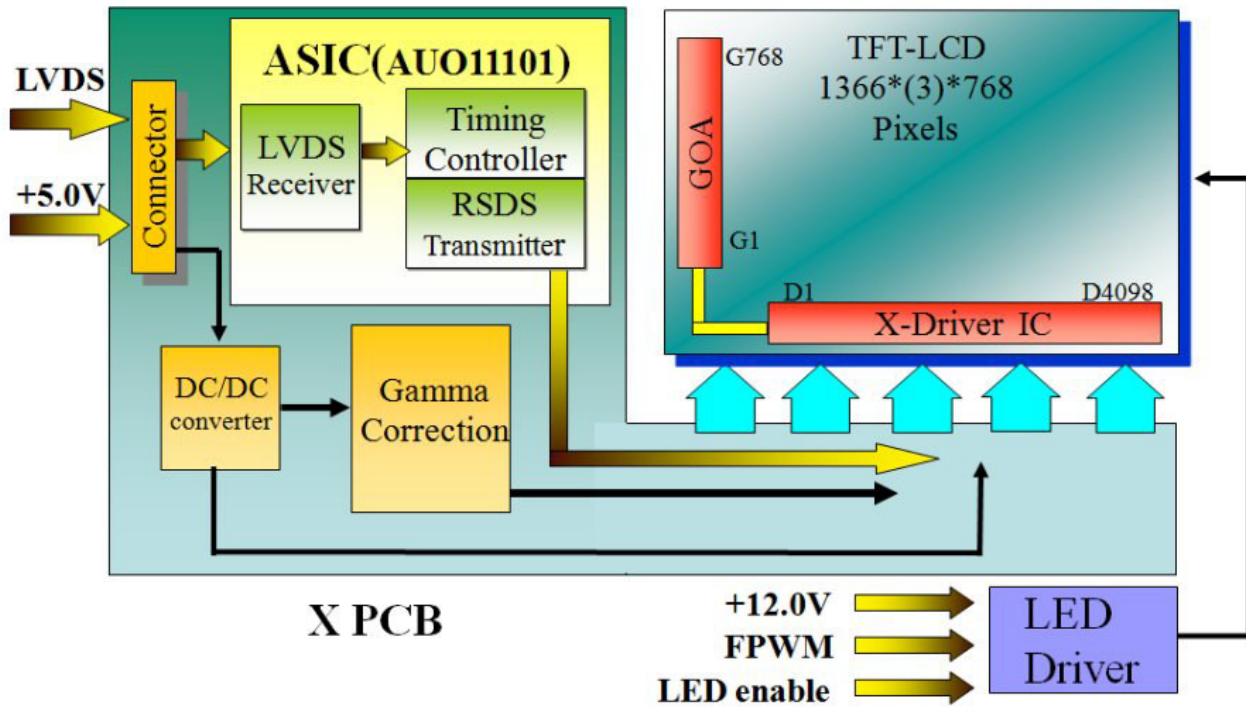 LVDS
+5.0V
Connector
ASIC(AUO11101)
LVDS
Receiver
Timing
Controller
RSDS
Transmitter
DC/DC
converter
Gamma
Correction
X PCB
TFT-LCD
1366*(3)*768
Pixels
G768
GOA
G1
D1
D4098
X-Driver IC
+12.0V
FPWM
LED enable
LED
Driver